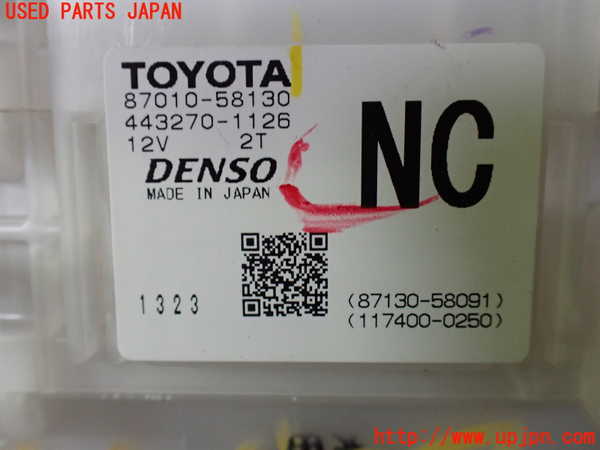 USED PARTS JAPAN
TOYOTA
87010-58130
443270-1126
12V 2T
DENSO
MADE IN JAPAN
NC
1323
(87130-58091)
(117400-0250)
http://www.upjpn.com